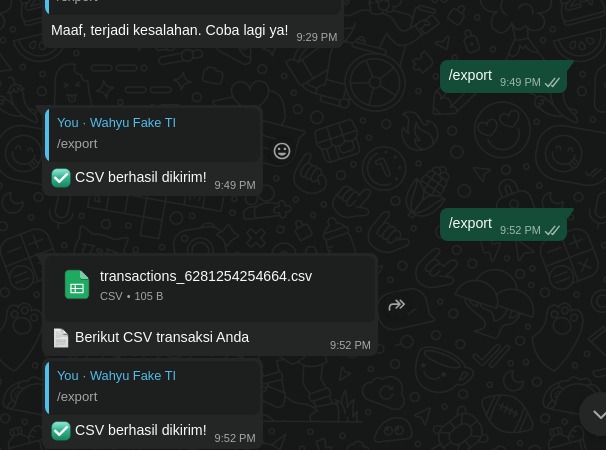 /export
Maaf, terjadi kesalahan. Coba lagi ya!
9:29 PM
/export
9:49 PM
You · Wahyu Fake TI
/export
✅ CSV berhasil dikirim!
9:49 PM
/export
9:52 PM
transactions_6281254254664.csv
CSV • 105 B
📄 Berikut CSV transaksi Anda
9:52 PM
You · Wahyu Fake TI
/export
✅ CSV berhasil dikirim!
9:52 PM